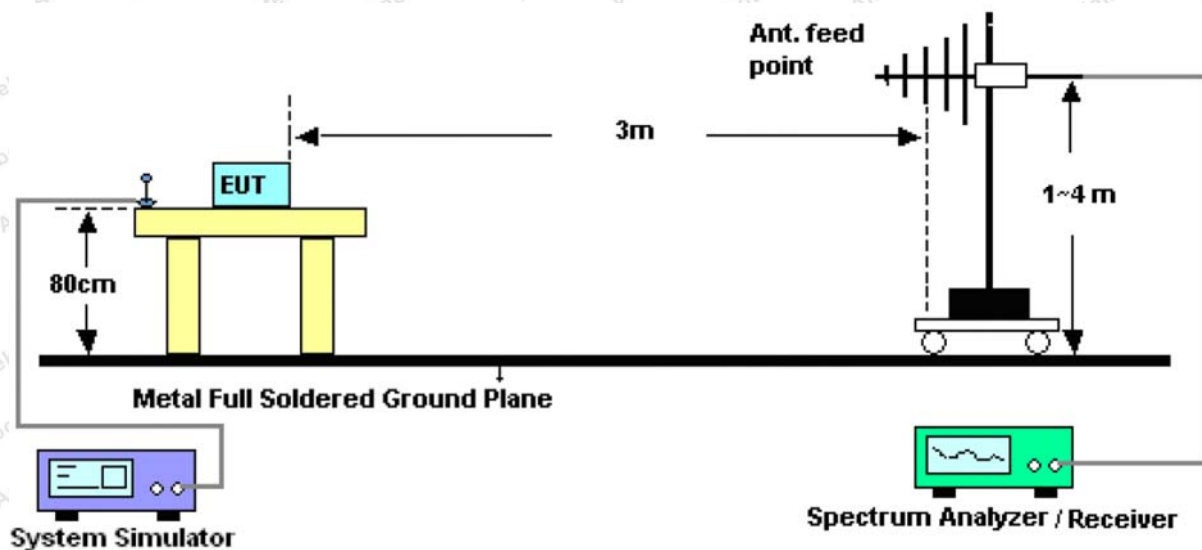 Ant. feed
point
3m
EUT
1~4 m
80cm
Metal Full Soldered Ground Plane
System Simulator
Spectrum Analyzer / Receiver